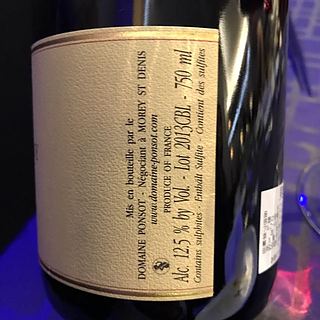 Mis en bouteille par le
DOMAINE PONSOT - Négociant à MOREY ST DENIS
www.domaine-ponsot.com
PRODUCE OF FRANCE
Alc. 12.5 % by Vol. - Lot 2013CBL - 750 ml
Contains sulphites - Enthält Sulfite - Contient des sulfites